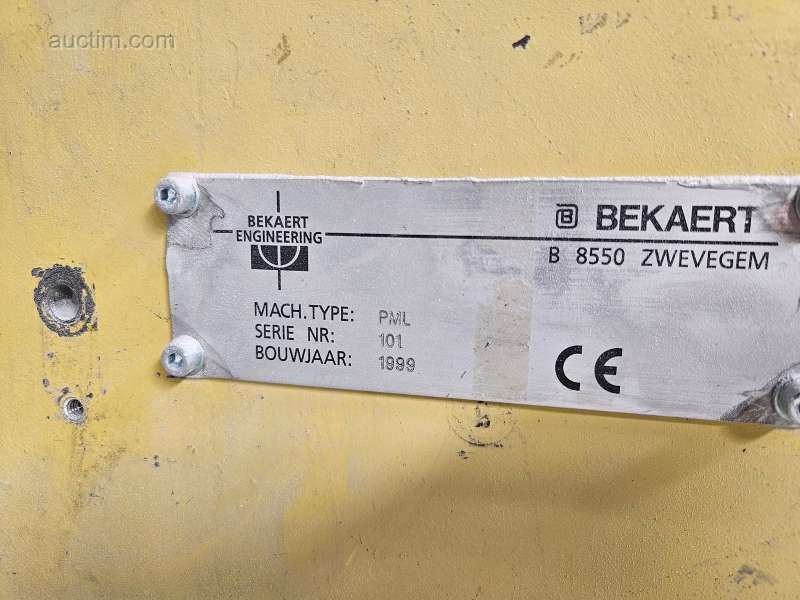 auctim.com
BEKAERT
ENGINEERING
B BEKAERT
B 8550 ZWEVEGEM
MACH.TYPE: PML
SERIE NR: 101
BOUWJAAR: 1999
CE